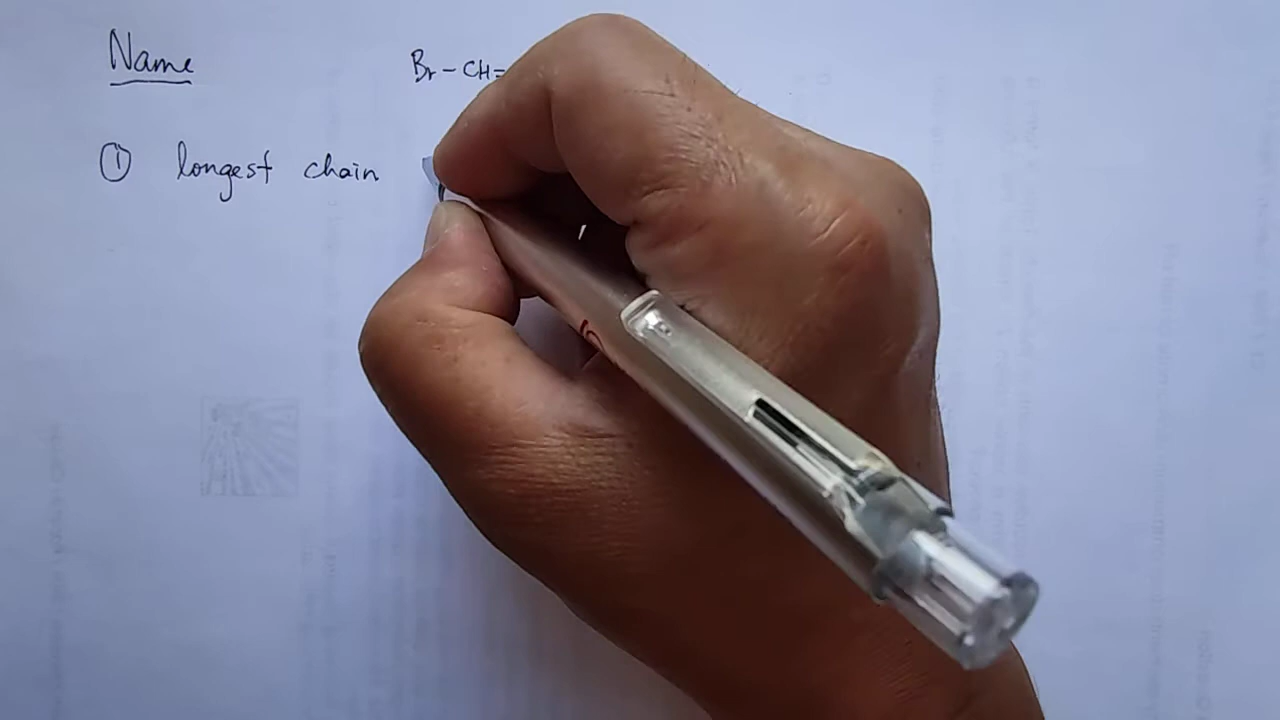 Name
Br-CH=
① longest chain